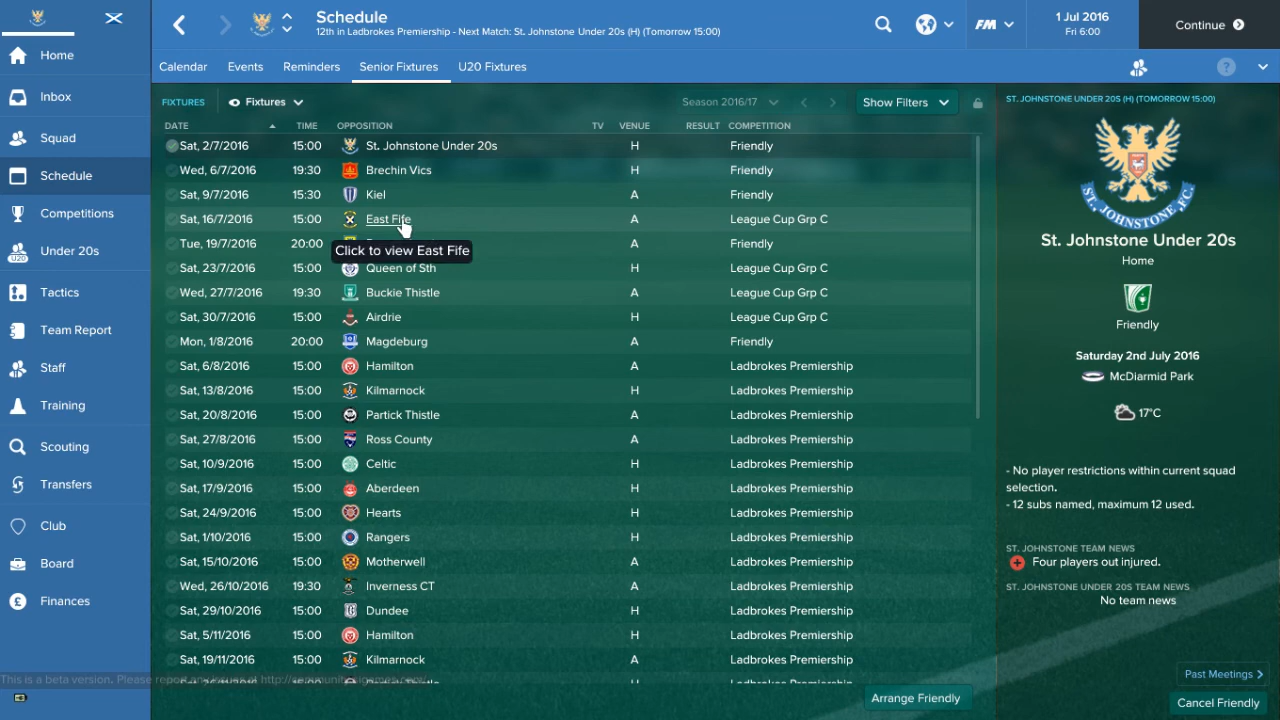 Schedule
12th in Ladbrokes Premiership - Next Match: St. Johnstone Under 20s (H) (Tomorrow 15:00)
FM
1 Jul 2016
Fri 6:00
Continue
Calendar Events Reminders Senior Fixtures U20 Fixtures
?
Home
Inbox
Squad
Schedule
Competitions
U20
Under 20s
Tactics
Team Report
Staff
Training
Scouting
Transfers
Club
Board
£ Finances
FIXTURES Fixtures Season 2016/17 Show Filters
DATE TIME OPPOSITION TV VENUE RESULT COMPETITION
Sat, 2/7/2016 15:00 St. Johnstone Under 20s H Friendly
Wed, 6/7/2016 19:30 Brechin Vics H Friendly
Sat, 9/7/2016 15:30 Kiel A Friendly
Sat, 16/7/2016 15:00 East Fife A League Cup Grp C
Tue, 19/7/2016 20:00 A Friendly
Click to view East Fife
Sat, 23/7/2016 15:00 Queen of Sth H League Cup Grp C
Wed, 27/7/2016 19:30 Buckie Thistle A League Cup Grp C
Sat, 30/7/2016 15:00 Airdrie H League Cup Grp C
Mon, 1/8/2016 20:00 Magdeburg A Friendly
Sat, 6/8/2016 15:00 Hamilton A Ladbrokes Premiership
Sat, 13/8/2016 15:00 Kilmarnock H Ladbrokes Premiership
Sat, 20/8/2016 15:00 Partick Thistle A Ladbrokes Premiership
Sat, 27/8/2016 15:00 Ross County A Ladbrokes Premiership
Sat, 10/9/2016 15:00 Celtic H Ladbrokes Premiership
Sat, 17/9/2016 15:00 Aberdeen H Ladbrokes Premiership
Sat, 24/9/2016 15:00 Hearts A Ladbrokes Premiership
Sat, 1/10/2016 15:00 Rangers H Ladbrokes Premiership
Sat, 15/10/2016 15:00 Motherwell A Ladbrokes Premiership
Wed, 26/10/2016 19:30 Inverness CT A Ladbrokes Premiership
Sat, 29/10/2016 15:00 Dundee H Ladbrokes Premiership
Sat, 5/11/2016 15:00 Hamilton H Ladbrokes Premiership
Sat, 19/11/2016 15:00 Kilmarnock A Ladbrokes Premiership
This is a beta version. Please report any
Arrange Friendly
ST. JOHNSTONE UNDER 20S (H) (TOMORROW 15:00)
ST. JOHNSTONE F.C.
St. Johnstone Under 20s
Home
Friendly
Saturday 2nd July 2016
McDiarmid Park
17°C
- No player restrictions within current squad
selection.
- 12 subs named, maximum 12 used.
ST. JOHNSTONE TEAM NEWS
Four players out injured.
ST. JOHNSTONE UNDER 20S TEAM NEWS
No team news
Past Meetings
Cancel Friendly